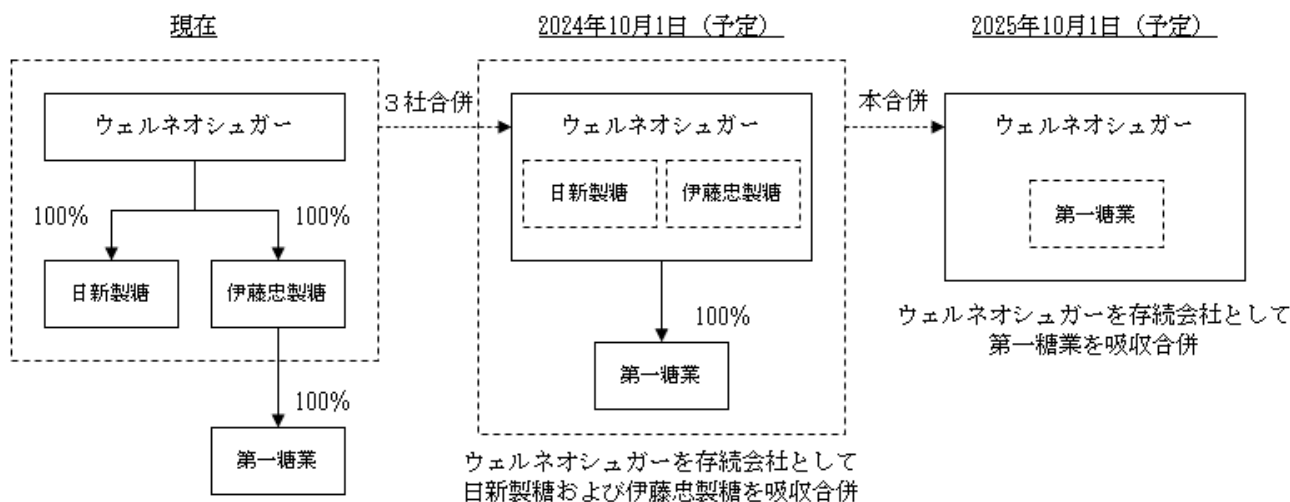 現在
ウェルネオシュガー
100%
100%
日新製糖
伊藤忠製糖
100%
第一糖業
3社合併
2024年10月1日（予定）
ウェルネオシュガー
日新製糖
伊藤忠製糖
100%
第一糖業
ウェルネオシュガーを存続会社として
日新製糖および伊藤忠製糖を吸収合併
本合併
2025年10月1日（予定）
ウェルネオシュガー
第一糖業
ウェルネオシュガーを存続会社として
第一糖業を吸収合併